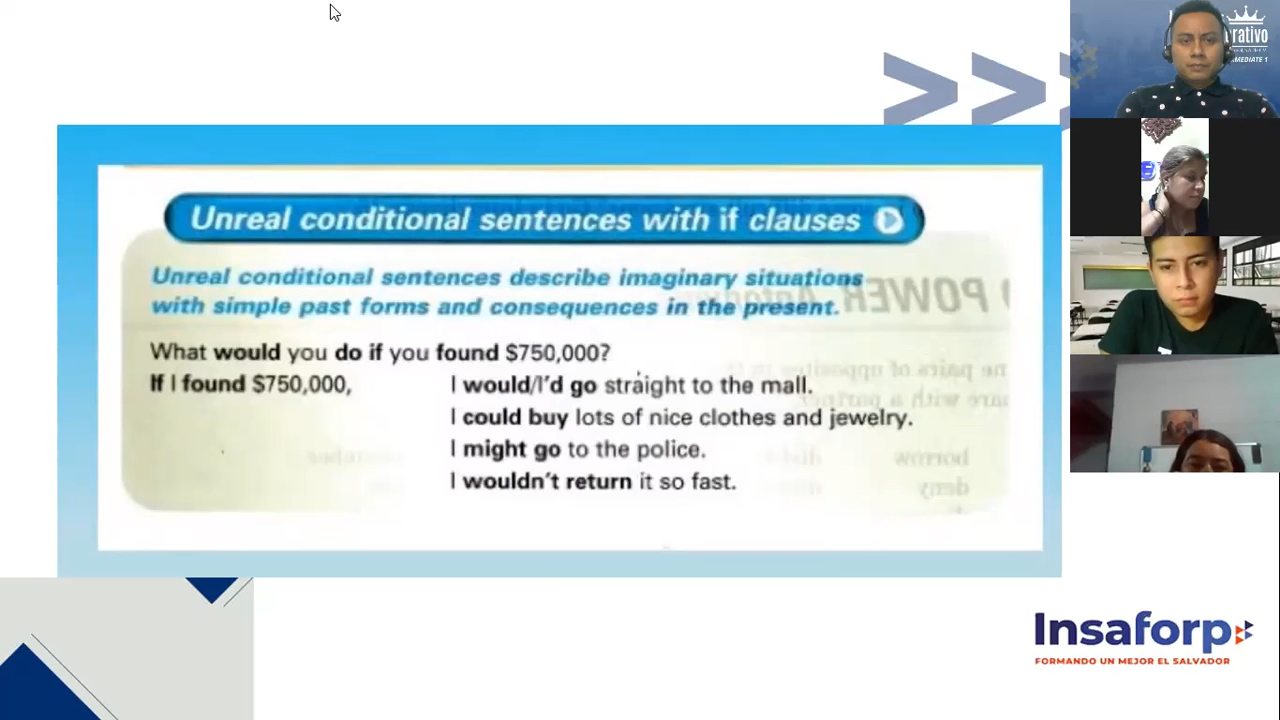 Unreal conditional sentences with if clauses
Unreal conditional sentences describe imaginary situations
with simple past forms and consequences in the present.
What would you do if you found $750,000?
If I found $750,000, I would/I'd go straight to the mall.
I could buy lots of nice clothes and jewelry.
I might go to the police.
I wouldn't return it so fast.
Insaforp
FORMANDO UN MEJOR EL SALVADOR